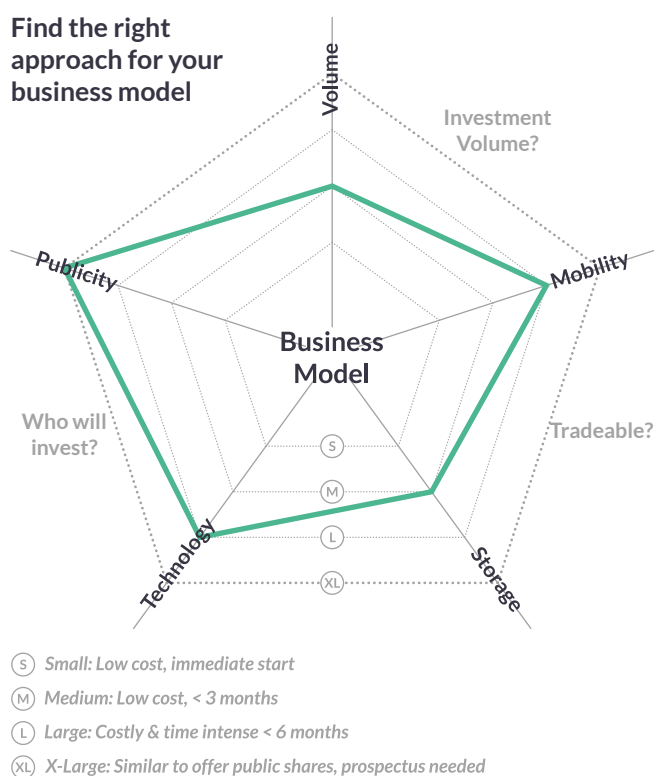 Find the right
approach for your
business model
Volume
Investment
Volume?
Publicity
Mobility
Business
Model
Who will
invest?
Tradeable?
S
M
L
XL
Technology
Storage
S Small: Low cost, immediate start
M Medium: Low cost, < 3 months
L Large: Costly & time intense < 6 months
XL X-Large: Similar to offer public shares, prospectus needed